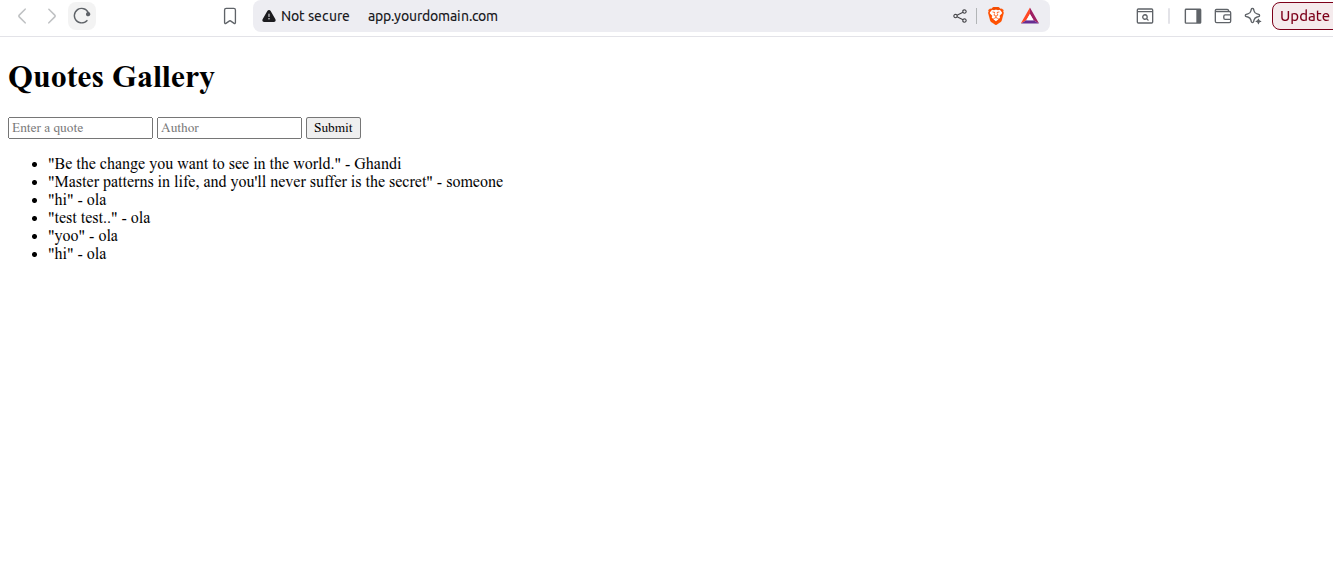 Not secure app.yourdomain.com Update
Quotes Gallery
Enter a quote Author Submit
"Be the change you want to see in the world." - Ghandi
"Master patterns in life, and you'll never suffer is the secret" - someone
"hi" - ola
"test test.." - ola
"yoo" - ola
"hi" - ola